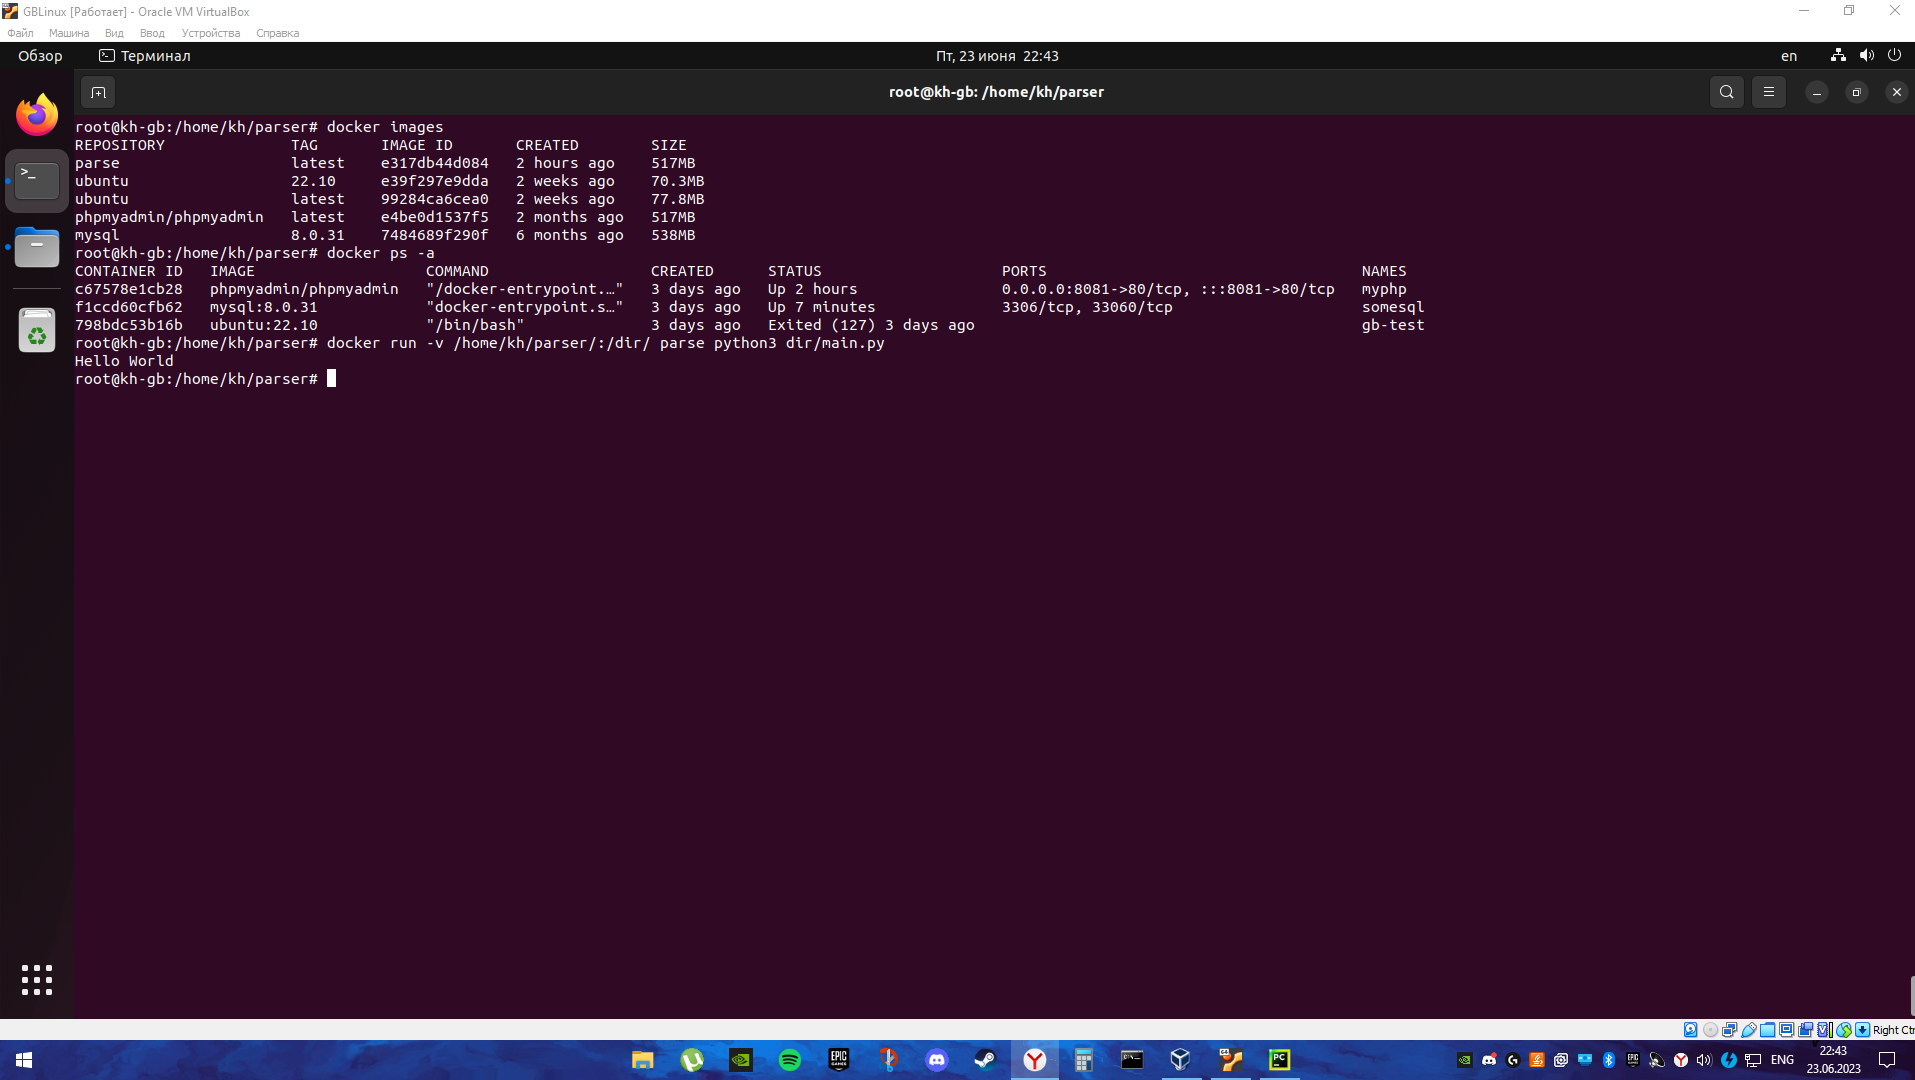 GBLinux [Работает] - Oracle VM VirtualBox
Файл Машина Вид Ввод Устройства Справка
Обзор Терминал Пт, 23 июня 22:43 en
root@kh-gb: /home/kh/parser
root@kh-gb:/home/kh/parser# docker images
REPOSITORY TAG IMAGE ID CREATED SIZE
parse latest e317db44d084 2 hours ago 517MB
ubuntu 22.10 e39f297e9dda 2 weeks ago 70.3MB
ubuntu latest 99284ca6cea0 2 weeks ago 77.8MB
phpmyadmin/phpmyadmin latest e4be0d1537f5 2 months ago 517MB
mysql 8.0.31 7484689f290f 6 months ago 538MB
root@kh-gb:/home/kh/parser# docker ps -a
CONTAINER ID IMAGE COMMAND CREATED STATUS PORTS NAMES
c67578e1cb28 phpmyadmin/phpmyadmin "/docker-entrypoint.…" 3 days ago Up 2 hours 0.0.0.0:8081->80/tcp, :::8081->80/tcp myphp
f1ccd60cfb62 mysql:8.0.31 "docker-entrypoint.s…" 3 days ago Up 7 minutes 3306/tcp, 33060/tcp somesql
798bdc53b16b ubuntu:22.10 "/bin/bash" 3 days ago Exited (127) 3 days ago gb-test
root@kh-gb:/home/kh/parser# docker run -v /home/kh/parser/:/dir/ parse python3 dir/main.py
Hello World
root@kh-gb:/home/kh/parser#
Right Ctr
ENG 22:43
23.06.2023